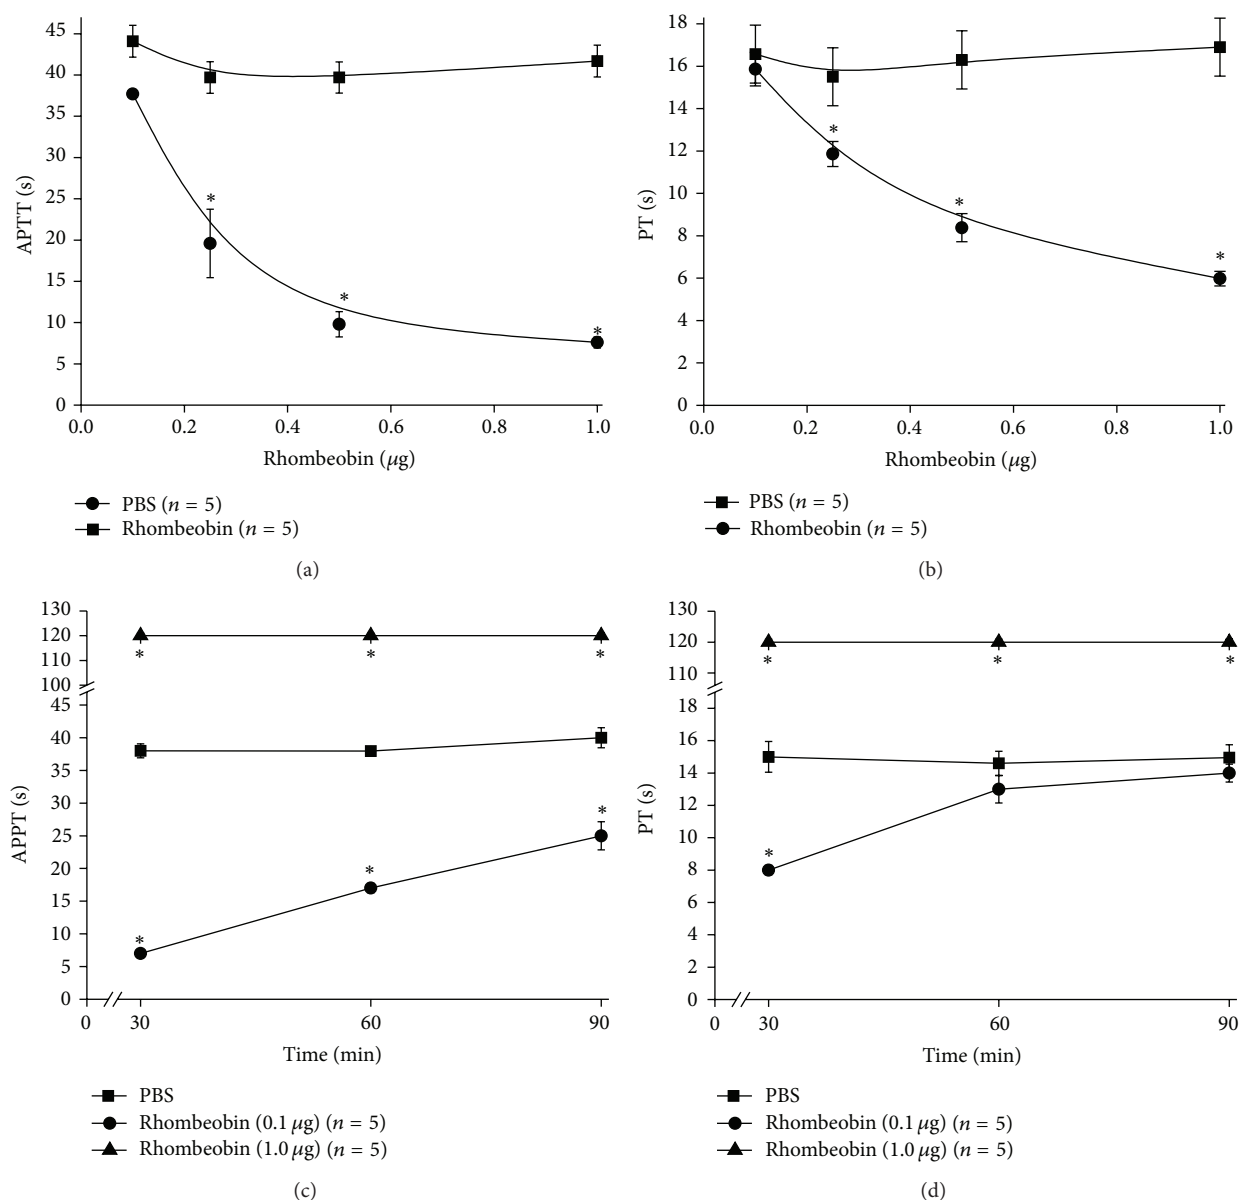 45
40
35
30
25
20
15
10
5
0
APTT (s)
*
*
*
0.0 0.2 0.4 0.6 0.8 1.0
Rhombeobin (μg)
PBS (n = 5)
Rhombeobin (n = 5)
(a)
18
16
14
12
10
8
6
4
2
0
PT (s)
*
*
*
0.0 0.2 0.4 0.6 0.8 1.0
Rhombeobin (μg)
PBS (n = 5)
Rhombeobin (n = 5)
(b)
130
120
110
100
45
40
35
30
25
20
15
10
5
0
APPT (s)
* * *
*
*
*
0 30 60 90
Time (min)
PBS
Rhombeobin (0.1 μg) (n = 5)
Rhombeobin (1.0 μg) (n = 5)
(c)
130
120
110
18
16
14
12
10
8
6
4
2
0
PT (s)
* * *
*
0 30 60 90
Time (min)
PBS
Rhombeobin (0.1 μg) (n = 5)
Rhombeobin (1.0 μg) (n = 5)
(d)